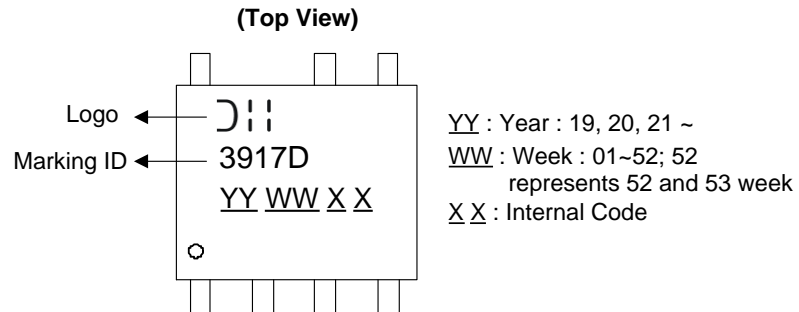 (Top View)
Logo
Marking ID
3917D
YY WW X X
YY : Year : 19, 20, 21 ~
WW : Week : 01~52; 52
represents 52 and 53 week
X X : Internal Code